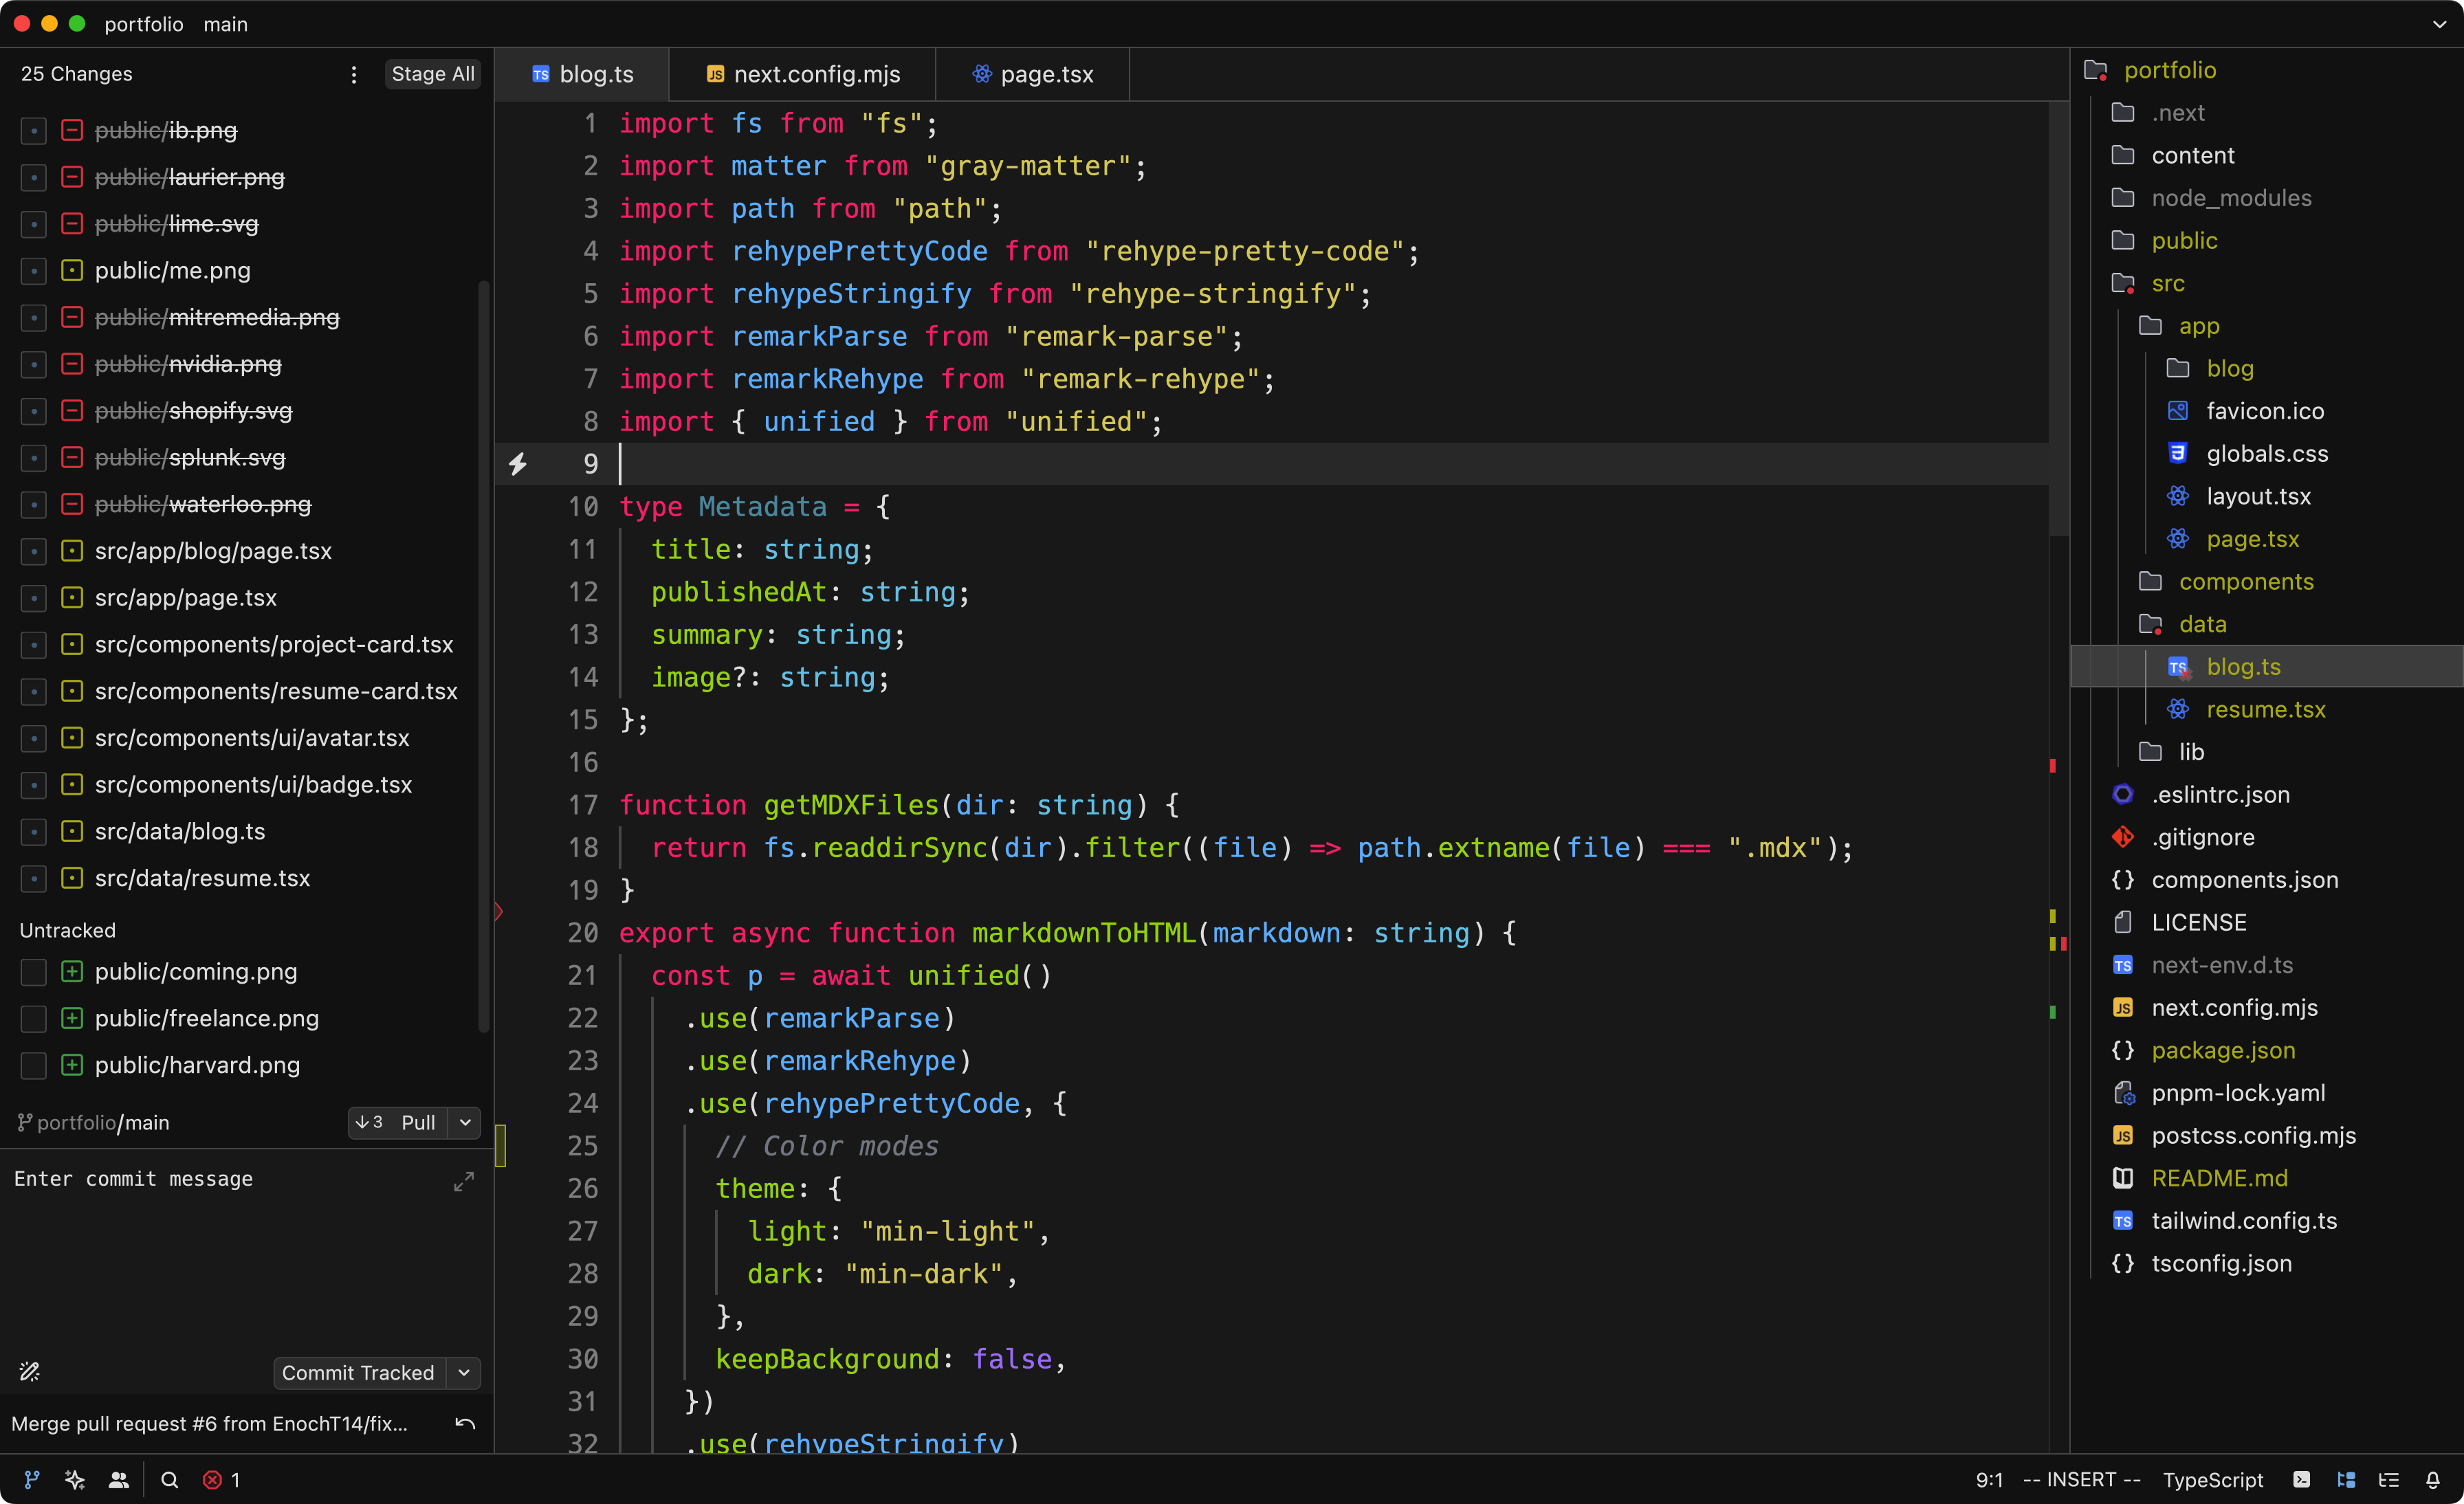 portfolio main
25 Changes
Stage All
public/ib.png
public/laurier.png
public/lime.svg
public/me.png
public/mitremedia.png
public/nvidia.png
public/shopify.svg
public/splunk.svg
public/waterloo.png
src/app/blog/page.tsx
src/app/page.tsx
src/components/project-card.tsx
src/components/resume-card.tsx
src/components/ui/avatar.tsx
src/components/ui/badge.tsx
src/data/blog.ts
src/data/resume.tsx
Untracked
public/coming.png
public/freelance.png
public/harvard.png
portfolio/main
↓3 Pull
Enter commit message
Commit Tracked
Merge pull request #6 from EnochT14/fix...
TS blog.ts
JS next.config.mjs
page.tsx
1 import fs from "fs";
2 import matter from "gray-matter";
3 import path from "path";
4 import rehypePrettyCode from "rehype-pretty-code";
5 import rehypeStringify from "rehype-stringify";
6 import remarkParse from "remark-parse";
7 import remarkRehype from "remark-rehype";
8 import { unified } from "unified";
9
10 type Metadata = {
11 title: string;
12 publishedAt: string;
13 summary: string;
14 image?: string;
15 };
16
17 function getMDXFiles(dir: string) {
18 return fs.readdirSync(dir).filter((file) => path.extname(file) === ".mdx");
19 }
20 export async function markdownToHTML(markdown: string) {
21 const p = await unified()
22 .use(remarkParse)
23 .use(remarkRehype)
24 .use(rehypePrettyCode, {
25 // Color modes
26 theme: {
27 light: "min-light",
28 dark: "min-dark",
29 },
30 keepBackground: false,
31 })
32 .use(rehypeStringify)
portfolio
.next
content
node_modules
public
src
app
blog
favicon.ico
globals.css
layout.tsx
page.tsx
components
data
TS blog.ts
resume.tsx
lib
.eslintrc.json
.gitignore
{} components.json
LICENSE
TS next-env.d.ts
JS next.config.mjs
{} package.json
pnpm-lock.yaml
JS postcss.config.mjs
README.md
TS tailwind.config.ts
{} tsconfig.json
1
9:1 -- INSERT -- TypeScript